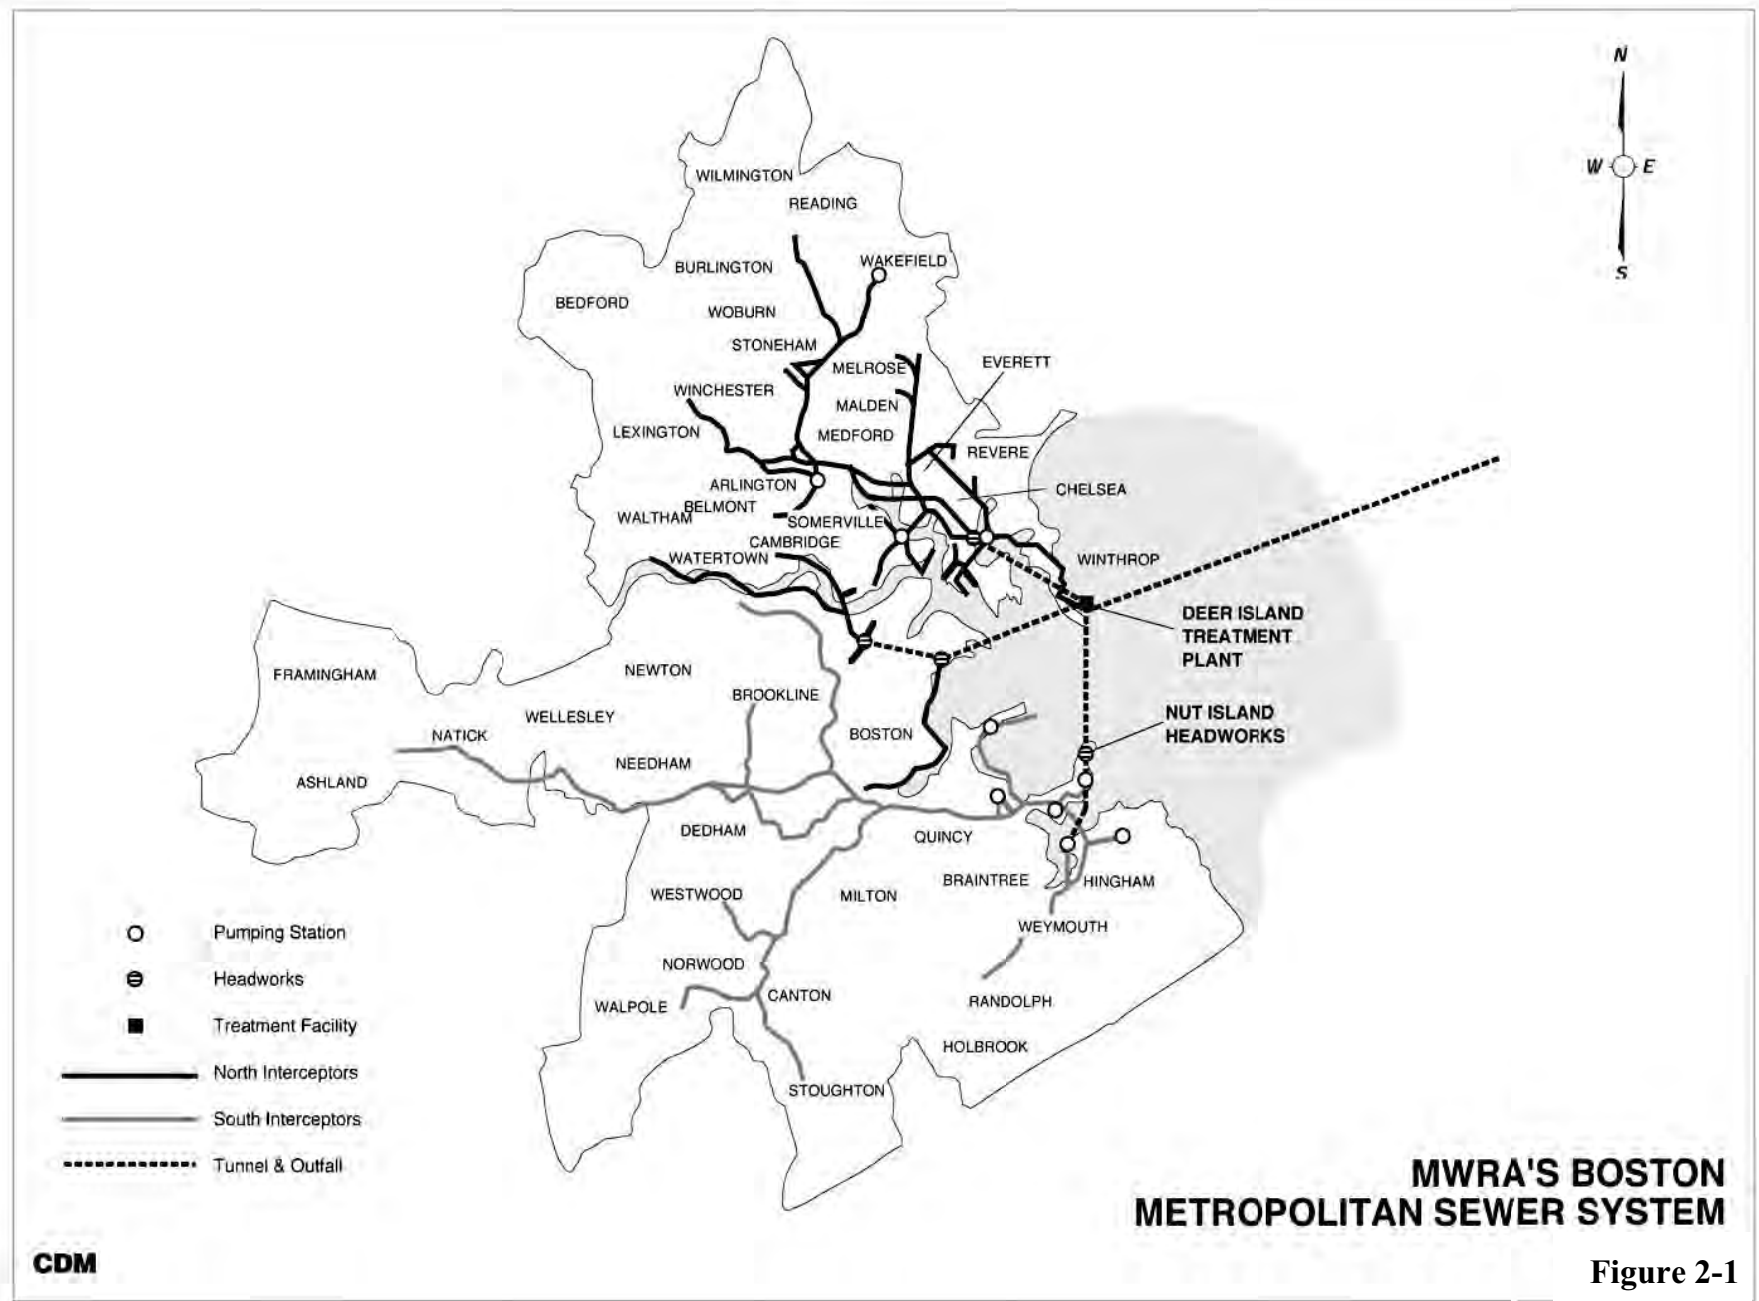 N
W E
S
WILMINGTON
READING
WAKEFIELD
BURLINGTON
BEDFORD
WOBURN
STONEHAM
MELROSE
EVERETT
WINCHESTER
MALDEN
LEXINGTON
MEDFORD
REVERE
ARLINGTON
CHELSEA
BELMONT
WALTHAM
SOMERVILLE
CAMBRIDGE
WATERTOWN
WINTHROP
DEER ISLAND
TREATMENT
PLANT
FRAMINGHAM
NEWTON
BROOKLINE
WELLESLEY
NUT ISLAND
HEADWORKS
NATICK
BOSTON
NEEDHAM
ASHLAND
DEDHAM
QUINCY
BRAINTREE
HINGHAM
WESTWOOD
MILTON
WEYMOUTH
NORWOOD
CANTON
WALPOLE
RANDOLPH
HOLBROOK
STOUGHTON
Pumping Station
Headworks
Treatment Facility
North Interceptors
South Interceptors
Tunnel & Outfall
MWRA'S BOSTON
METROPOLITAN SEWER SYSTEM
CDM
Figure 2-1